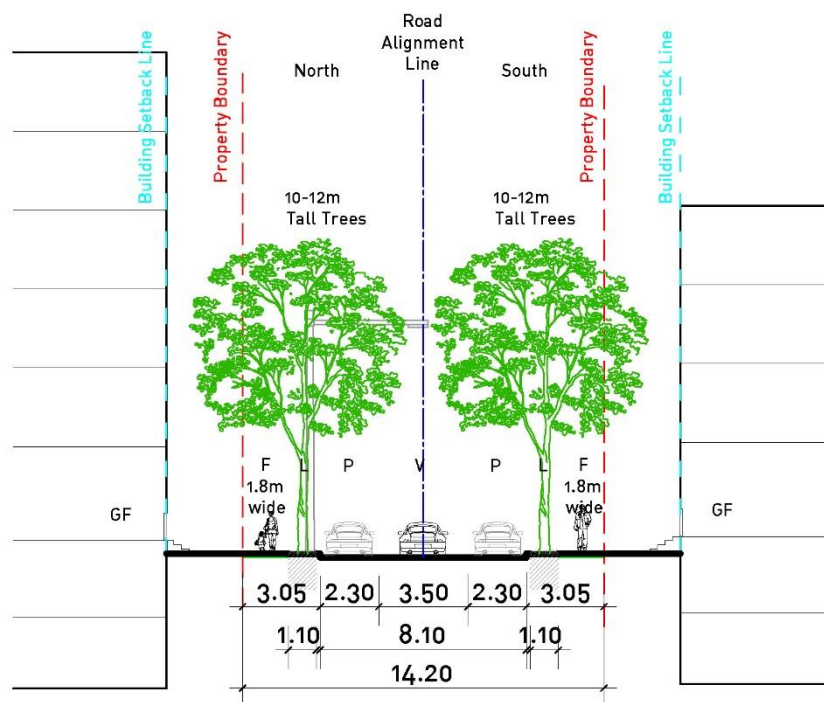 Road
Alignment
Line
North
South
Building Setback Line
Property Boundary
Property Boundary
Building Setback Line
10-12m
Tall Trees
10-12m
Tall Trees
F
L
P
V
P
L
F
1.8m
wide
1.8m
wide
GF
GF
3.05
2.30
3.50
2.30
3.05
1.10
8.10
1.10
14.20